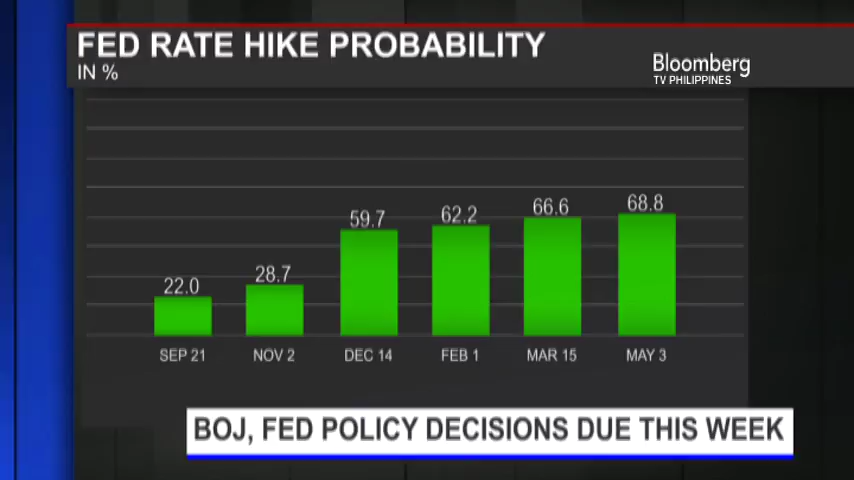 FED RATE HIKE PROBABILITY
IN %
Bloomberg
TV PHILIPPINES
22.0
28.7
59.7
62.2
66.6
68.8
SEP 21
NOV 2
DEC 14
FEB 1
MAR 15
MAY 3
BOJ, FED POLICY DECISIONS DUE THIS WEEK